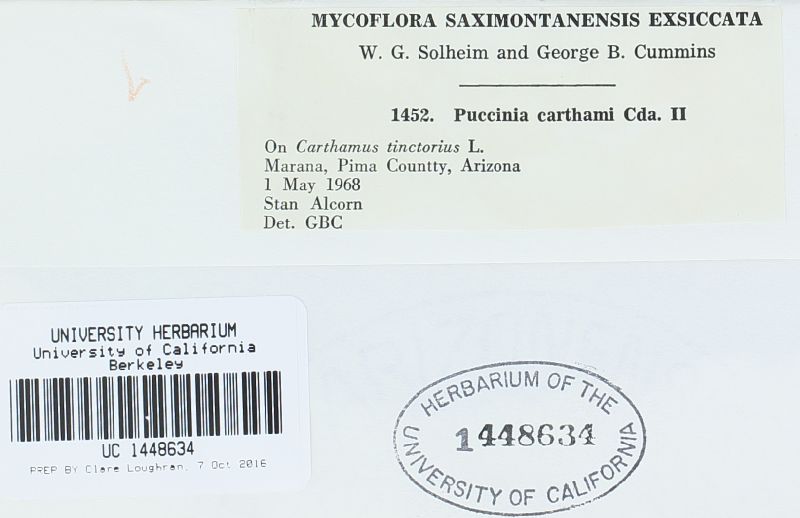 MYCOFLORA SAXIMONTANENSIS EXSICCATA
W. G. Solheim and George B. Cummins
1452. Puccinia carthami Cda. II
On Carthamus tinctorius L.
Marana, Pima Countty, Arizona
1 May 1968
Stan Alcorn
Det. GBC
UNIVERSITY HERBARIUM
University of California
Berkeley
UC 1448634
PREP BY Clare Loughran, 7 Oct 2016
HERBARIUM OF THE
1448634
UNIVERSITY OF CALIFORNIA